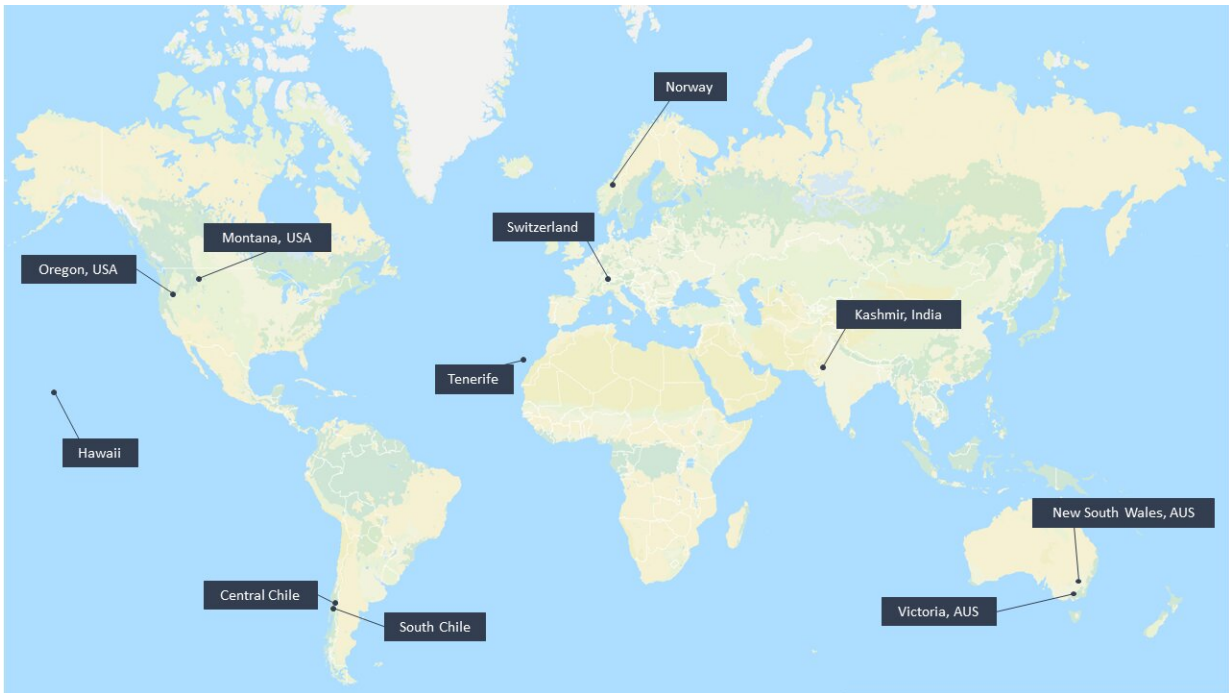 Norway
Switzerland
Montana, USA
Oregon, USA
Kashmir, India
Tenerife
Hawaii
New South Wales, AUS
Central Chile
Victoria, AUS
South Chile